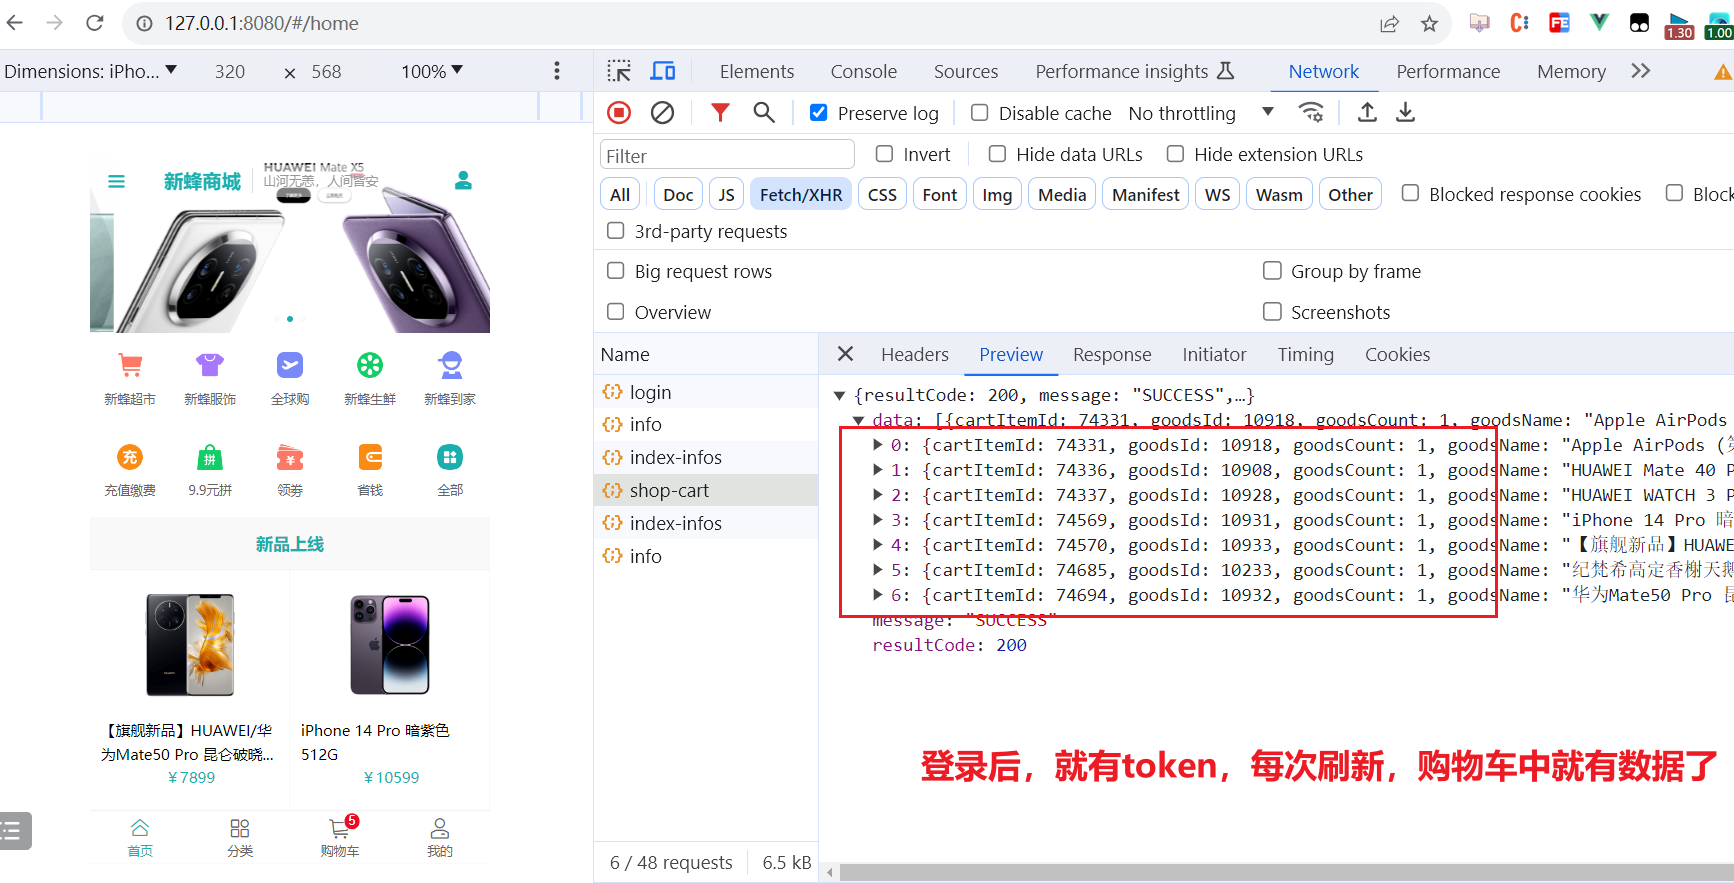 127.0.0.1:8080/#/home
1.30
1.00
Dimensions: iPho...
320
×
568
100%
Elements
Console
Sources
Performance insights
Network
Performance
Memory
Preserve log
Disable cache
No throttling
Filter
Invert
Hide data URLs
Hide extension URLs
All
Doc
JS
Fetch/XHR
CSS
Font
Img
Media
Manifest
WS
Wasm
Other
Blocked response cookies
Block
3rd-party requests
Big request rows
Group by frame
Overview
Screenshots
新蜂商城
HUAWEI Mate X5
山河无恙，人间皆安
新蜂超市
新蜂服饰
全球购
新蜂生鲜
新蜂到家
充
拼
充值缴费
9.9元拼
领劵
省钱
全部
新品上线
【旗舰新品】HUAWEI/华
为Mate50 Pro 昆仑破晓...
￥7899
iPhone 14 Pro 暗紫色
512G
￥10599
首页
分类
5
购物车
我的
Name
login
info
index-infos
shop-cart
index-infos
info
6 / 48 requests
6.5 kB
Headers
Preview
Response
Initiator
Timing
Cookies
{resultCode: 200, message: "SUCCESS",…}
data: [{cartItemId: 74331, goodsId: 10918, goodsCount: 1, goodsName: "Apple AirPods
0: {cartItemId: 74331, goodsId: 10918, goodsCount: 1, goodsName: "Apple AirPods (第
1: {cartItemId: 74336, goodsId: 10908, goodsCount: 1, goodsName: "HUAWEI Mate 40 P
2: {cartItemId: 74337, goodsId: 10928, goodsCount: 1, goodsName: "HUAWEI WATCH 3 P
3: {cartItemId: 74569, goodsId: 10931, goodsCount: 1, goodsName: "iPhone 14 Pro 暗
4: {cartItemId: 74570, goodsId: 10933, goodsCount: 1, goodsName: "【旗舰新品】HUAWE
5: {cartItemId: 74685, goodsId: 10233, goodsCount: 1, goodsName: "纪梵希高定香榭天鹅
6: {cartItemId: 74694, goodsId: 10932, goodsCount: 1, goodsName: "华为Mate50 Pro 昆
message: "SUCCESS"
resultCode: 200
登录后，就有token，每次刷新，购物车中就有数据了